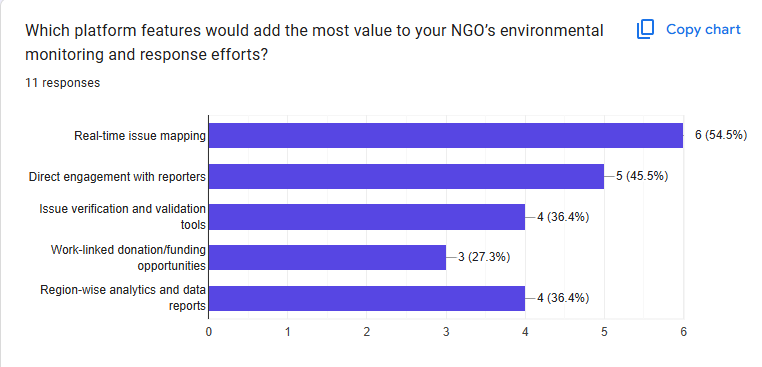 Which platform features would add the most value to your NGO's environmental
monitoring and response efforts?
Copy chart
11 responses
Real-time issue mapping
6 (54.5%)
Direct engagement with reporters
5 (45.5%)
Issue verification and validation
tools
4 (36.4%)
Work-linked donation/funding
opportunities
3 (27.3%)
Region-wise analytics and data
reports
4 (36.4%)
0 1 2 3 4 5 6